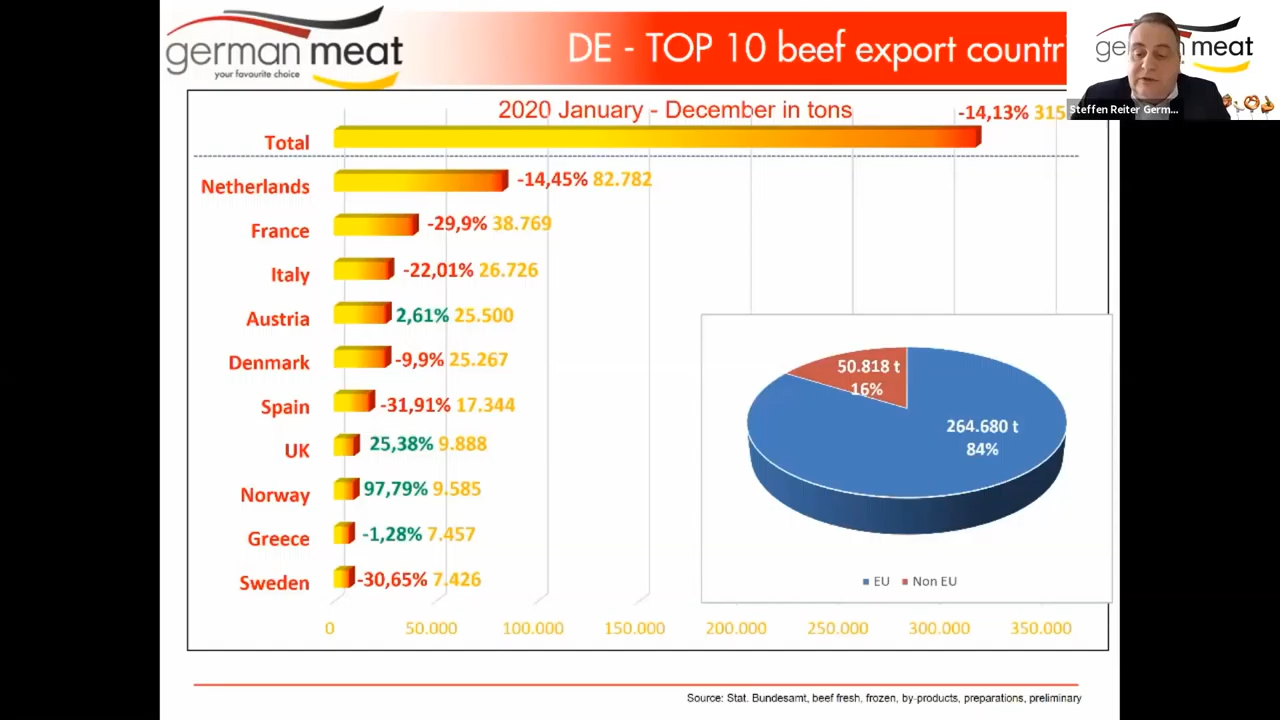 german meat
your favourite choice
DE - TOP 10 beef export countr
german meat
Steffen Reiter Germ...
2020 January - December in tons
Total -14,13% 315
Netherlands -14,45% 82.782
France -29,9% 38.769
Italy -22,01% 26.726
Austria 2,61% 25.500
Denmark -9,9% 25.267
Spain -31,91% 17.344
UK 25,38% 9.888
Norway 97,79% 9.585
Greece -1,28% 7.457
Sweden -30,65% 7.426
50.818 t
16%
264.680 t
84%
EU Non EU
0 50.000 100.000 150.000 200.000 250.000 300.000 350.000
Source: Stat. Bundesamt, beef fresh, frozen, by-products, preparations, preliminary